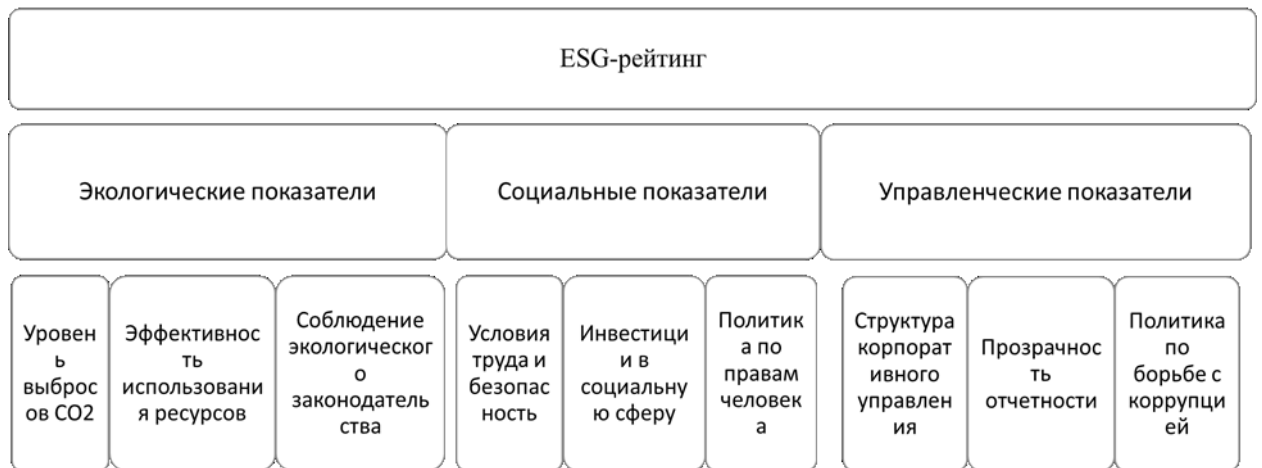 ESG-рейтинг
Экологические показатели
Социальные показатели
Управленческие показатели
Уровен
ь
выброс
ов CO2
Эффективнос
ть
использовани
я ресурсов
Соблюдение
экологическог
о
законодатель
ства
Условия
труда и
безопас
ность
Инвестици
и в
социальну
ю сферу
Политик
а по
правам
человек
а
Структура
корпорат
ивного
управлен
ия
Прозрачнос
ть
отчетности
Политика
по
борьбе с
коррупци
ей